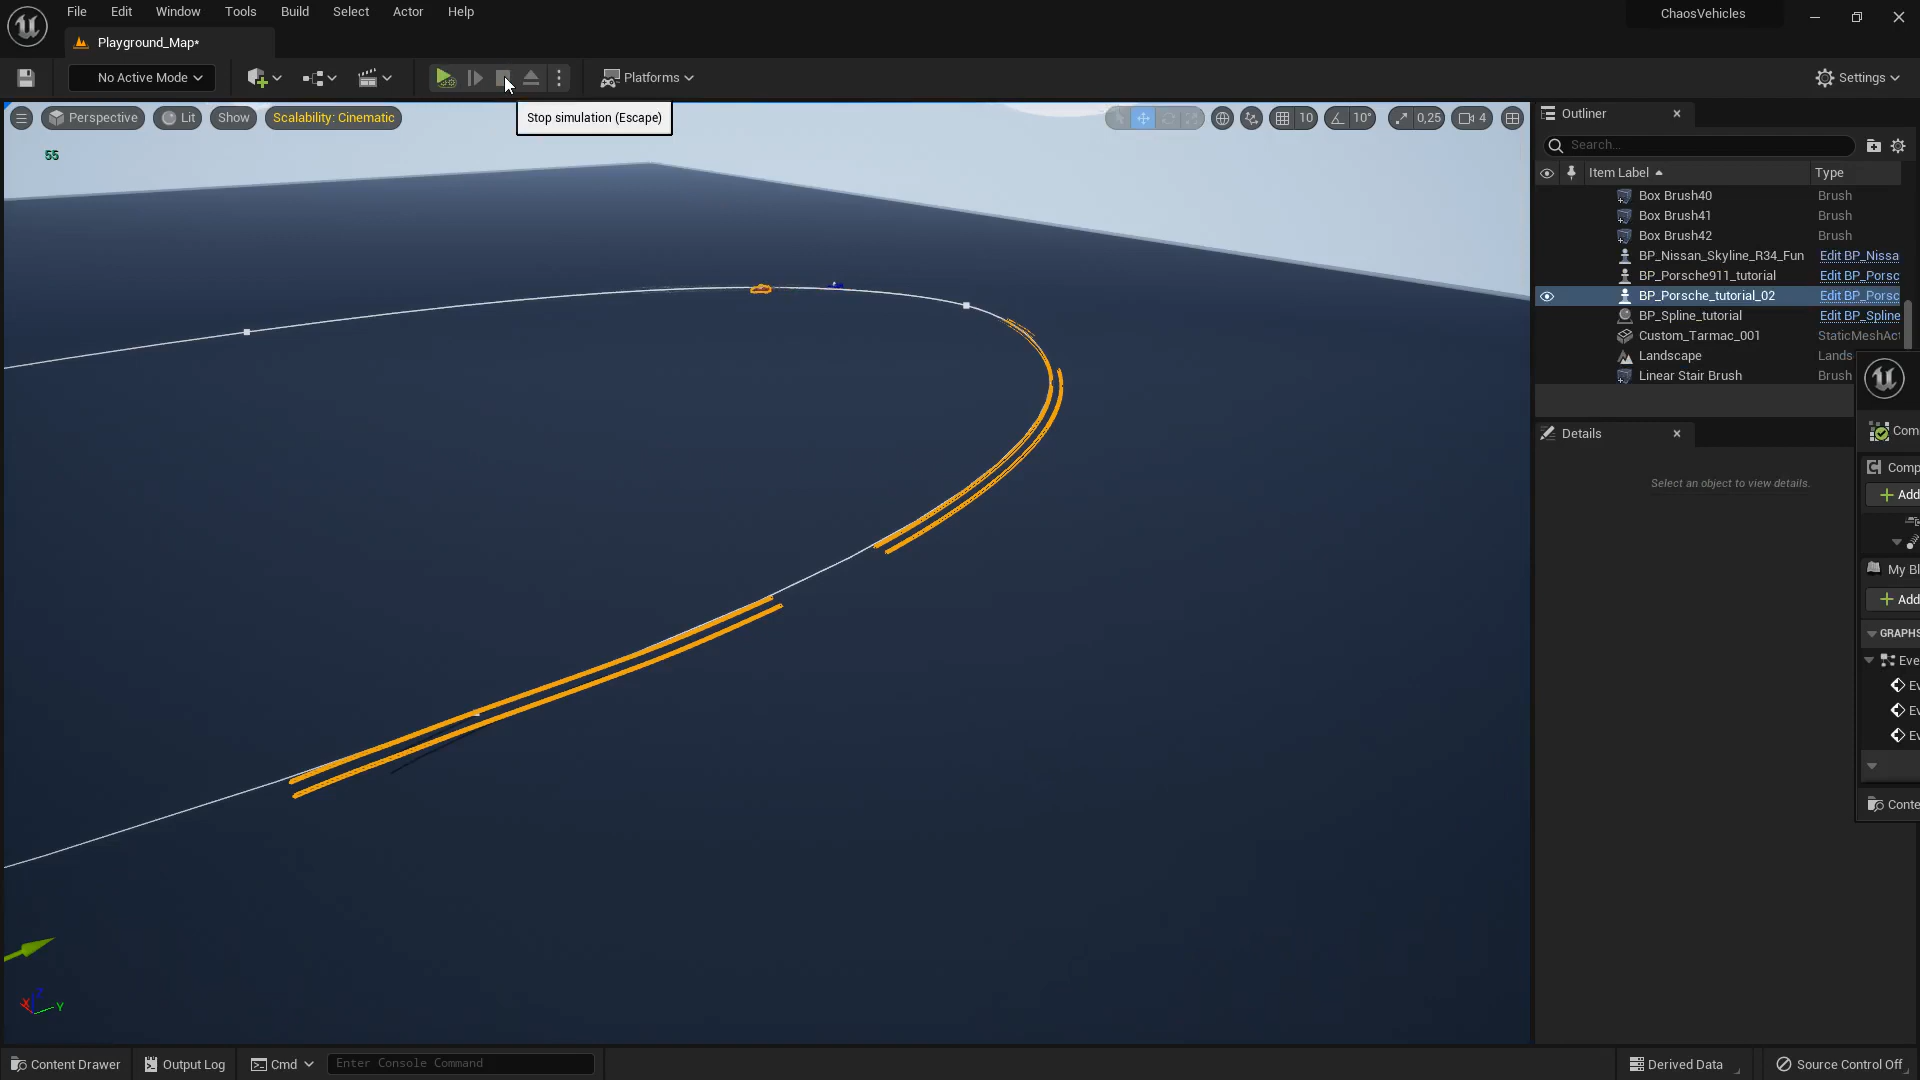 File Edit Window Tools Build Select Actor Help
ChaosVehicles
Playground_Map*
No Active Mode
Platforms
Settings
Stop simulation (Escape)
Perspective Lit Show Scalability: Cinematic
10 10° 0,25 4
55
Outliner
Search...
Item Label Type
Box Brush40 Brush
Box Brush41 Brush
Box Brush42 Brush
BP_Nissan_Skyline_R34_Fun Edit BP_Nissa
BP_Porsche911_tutorial Edit BP_Porsc
BP_Porsche_tutorial_02 Edit BP_Porsc
BP_Spline_tutorial Edit BP_Spline
Custom_Tarmac_001 StaticMeshAct
Landscape Lands
Linear Stair Brush Brush
Details
Select an object to view details.
Com
Comp
Add
My Bl
Add
GRAPHS
Eve
Ev
Ev
Ev
Conte
X Z Y
Content Drawer Output Log Cmd Enter Console Command
Derived Data Source Control Off